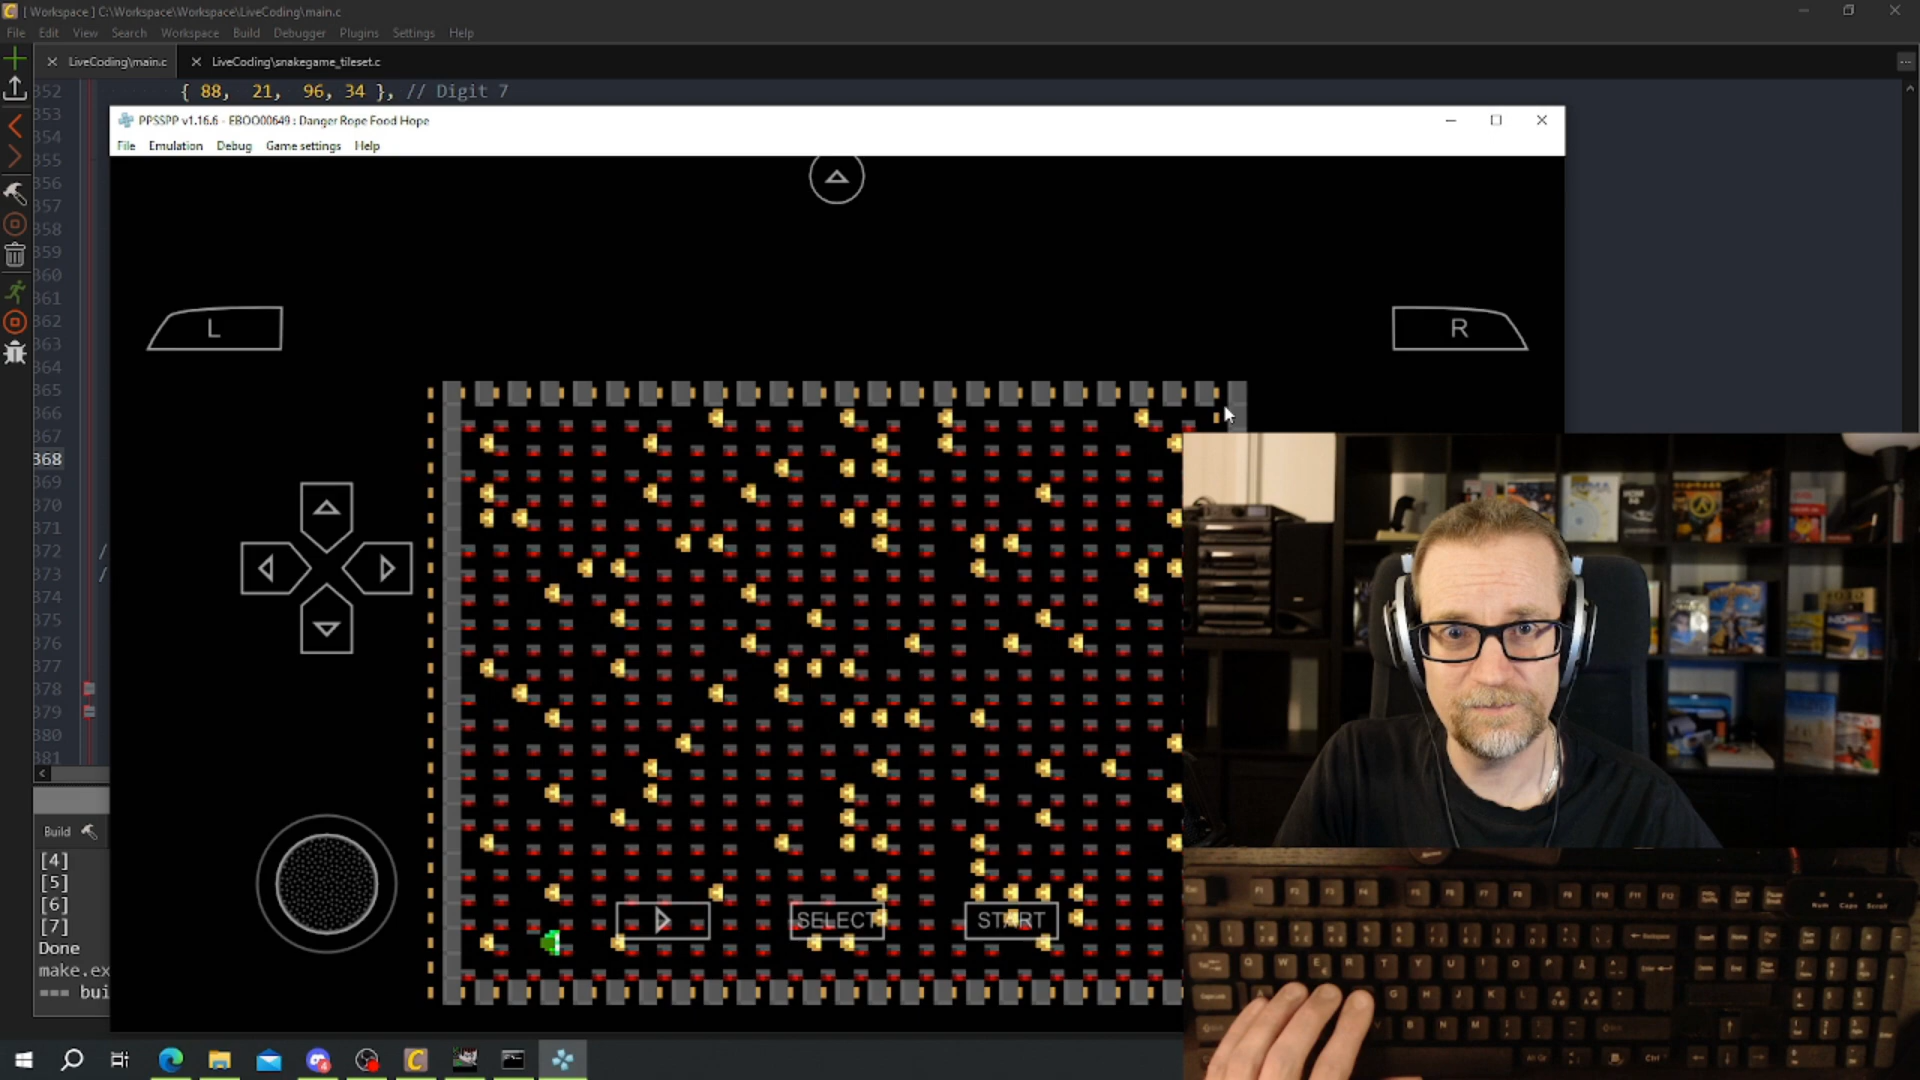 [ Workspace ] C:\Workspace\Workspace\LiveCoding\main.c
File Edit View Search Workspace Build Debugger Plugins Settings Help
LiveCoding\main.c
LiveCoding\snakegame_tileset.c
352 { 88, 21, 96, 34 }, // Digit 7
353
354
355
356
357
358
359
360
361
362
363
364
365
366
367
368
369
370
371
372 /
373 /
374
375
376
377
378
379
380
381
PPSSPP v1.16.6 - EBOO00649 : Danger Rope Food Hope
File Emulation Debug Game settings Help
L
R
SELECT
START
Build
[4]
[5]
[6]
[7]
Done
make.ex
=== bui